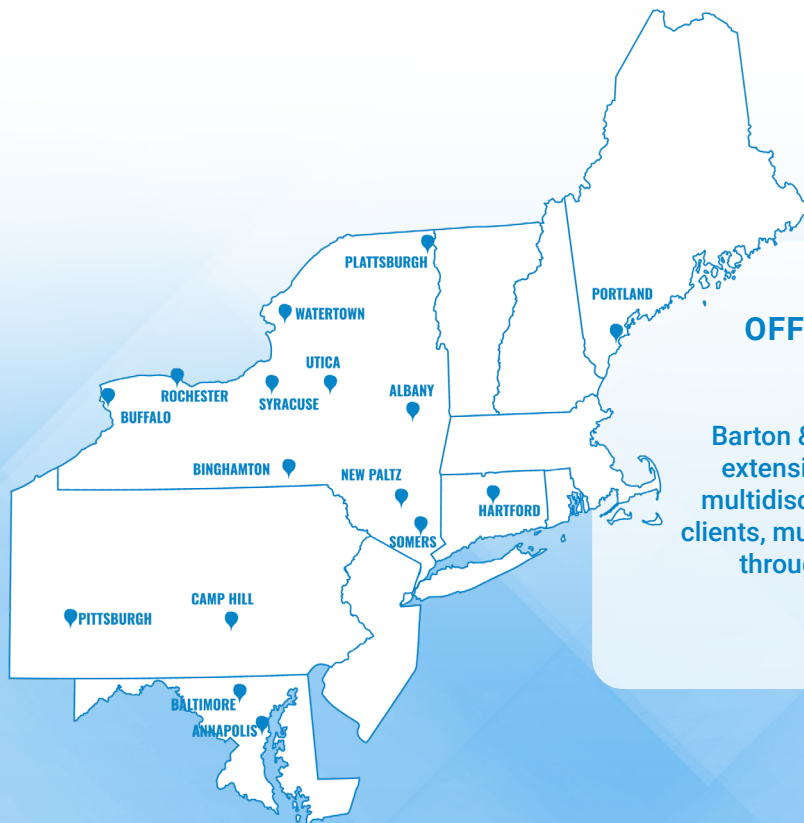 PLATTSBURGH
PORTLAND
WATERTOWN
UTICA
ROCHESTER
SYRACUSE
ALBANY
BUFFALO
BINGHAMTON
NEW PALTZ
HARTFORD
SOMERS
CAMP HILL
PITTSBURGH
BALTIMORE
ANNAPOLIS
OFF
Barton &
extensi
multidisc
clients, mu
throu